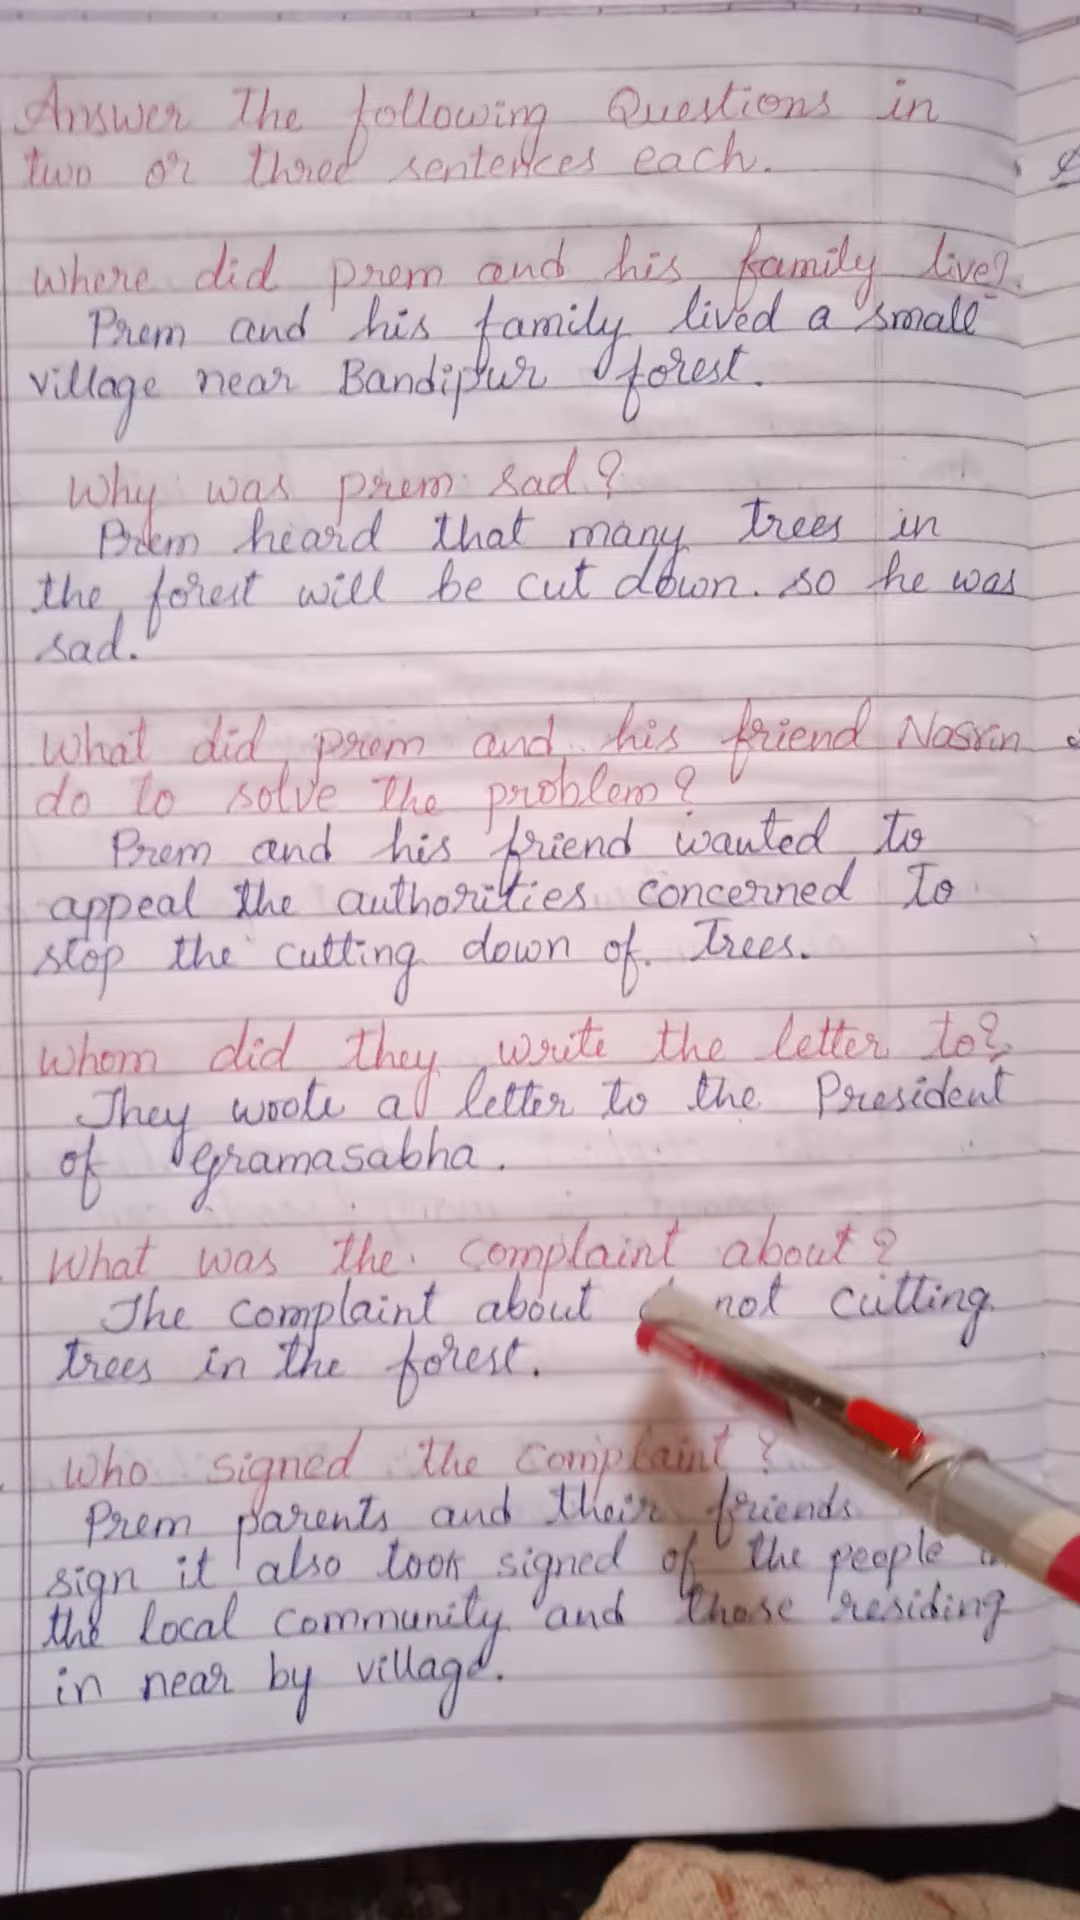 Answer The following Questions in
two or three sentences each.
Where did prem and his family live?
Prem and his family lived a small
village near Bandipur forest.
Why was prem sad?
Prem heard that many trees in
the forest will be cut down. so he was
sad.
What did prem and his friend Nasrin
do to solve the problem?
Prem and his friend wanted to
appeal the authorities concerned To
stop the cutting down of Trees.
Whom did they write the letter to?
They wrote a letter to the President
of gramasabha.
What was the complaint about?
The complaint about not cutting
trees in the forest.
Who signed the complaint?
Prem parents and their friends
sign it also took signed of the people
the local community and those residing
in near by village.